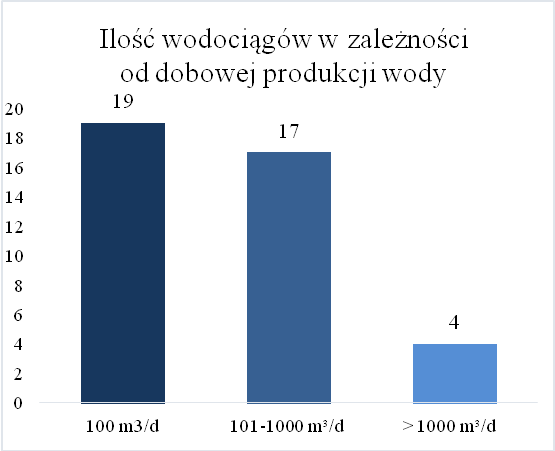 Ilość wodociągów w zależności
od dobowej produkcji wody
20
18
16
14
12
10
8
6
4
2
0
19
17
4
100 m3/d
101-1000 m³/d
> 1000 m³/d